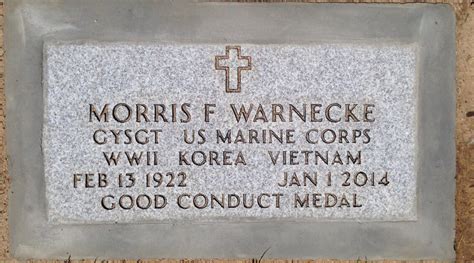 MORRIS F WARNECKE
GYSGT US MARINE CORPS
WWII KOREA VIETNAM
FEB 13 1922 JAN 1 2014
GOOD CONDUCT MEDAL